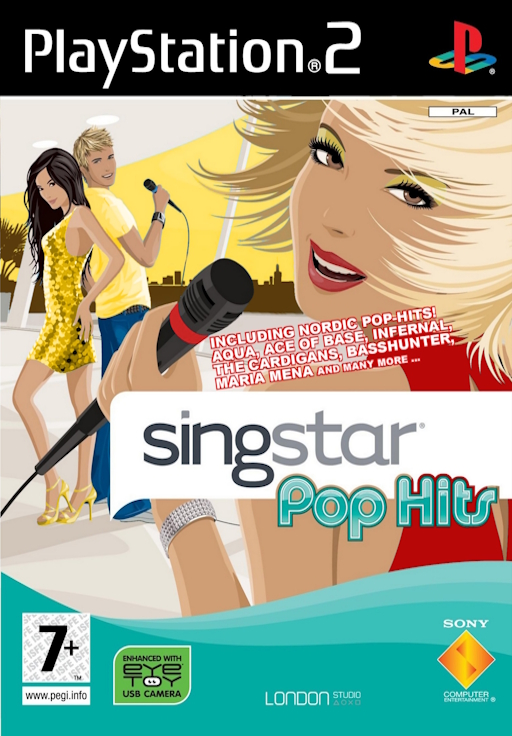 PlayStation®2
PAL
INCLUDING NORDIC POP-HITS!
AQUA, ACE OF BASE, INFERNAL,
THE CARDIGANS, BASSHUNTER,
MARIA MENA AND MANY MORE ...
singstar®
Pop Hits
7+
TM
www.pegi.info
ENHANCED WITH
EYE
TOY
USB CAMERA
LONDON STUDIO
SONY
COMPUTER
ENTERTAINMENT®